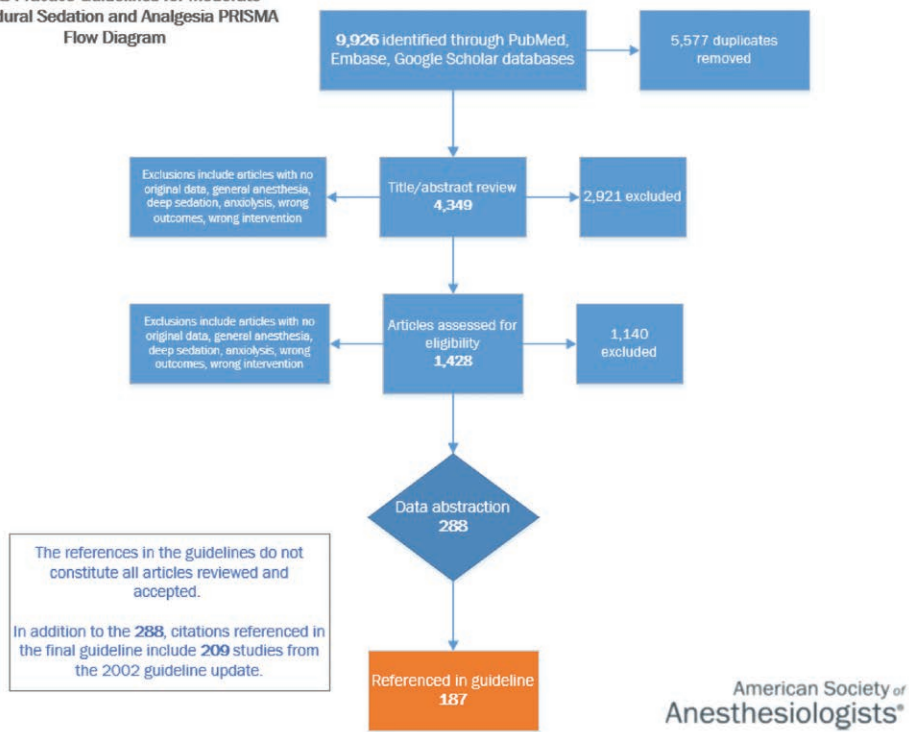 dural Sedation and Analgesia PRISMA
Flow Diagram
9,926 identified through PubMed,
Embase, Google Scholar databases
5,577 duplicates
removed
Exclusions include articles with no
original data, general anesthesia,
deep sedation, anxiolysis, wrong
outcomes, wrong intervention
Title/abstract review
4,349
2,921 excluded
Exclusions include articles with no
original data, general anesthesia,
deep sedation, anxiolysis, wrong
outcomes, wrong intervention
Articles assessed for
eligibility
1,428
1,140
excluded
Data abstraction
288
The references in the guidelines do not
constitute all articles reviewed and
accepted.
In addition to the 288, citations referenced in
the final guideline include 209 studies from
the 2002 guideline update.
Referenced in guideline
187
American Society of
Anesthesiologists®